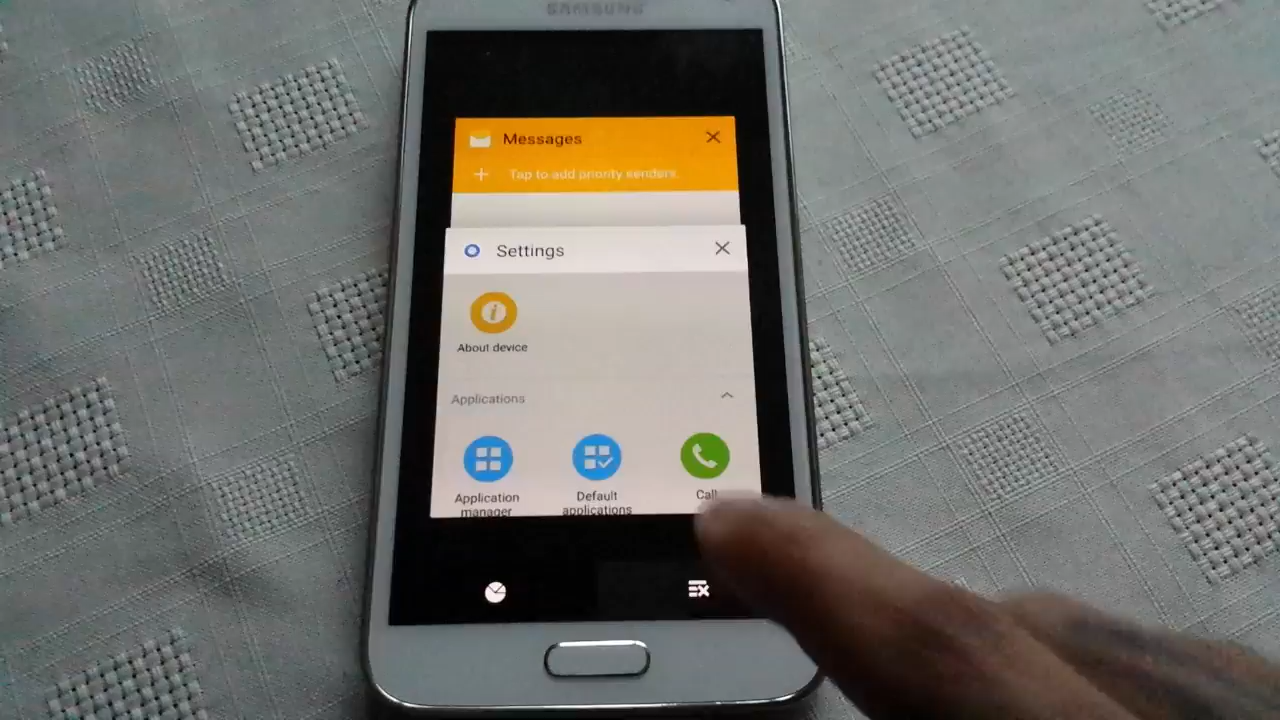 SAMSUNG
Messages
Tap to add priority senders
Settings
About device
Applications
Application
manager
Default
applications
Call